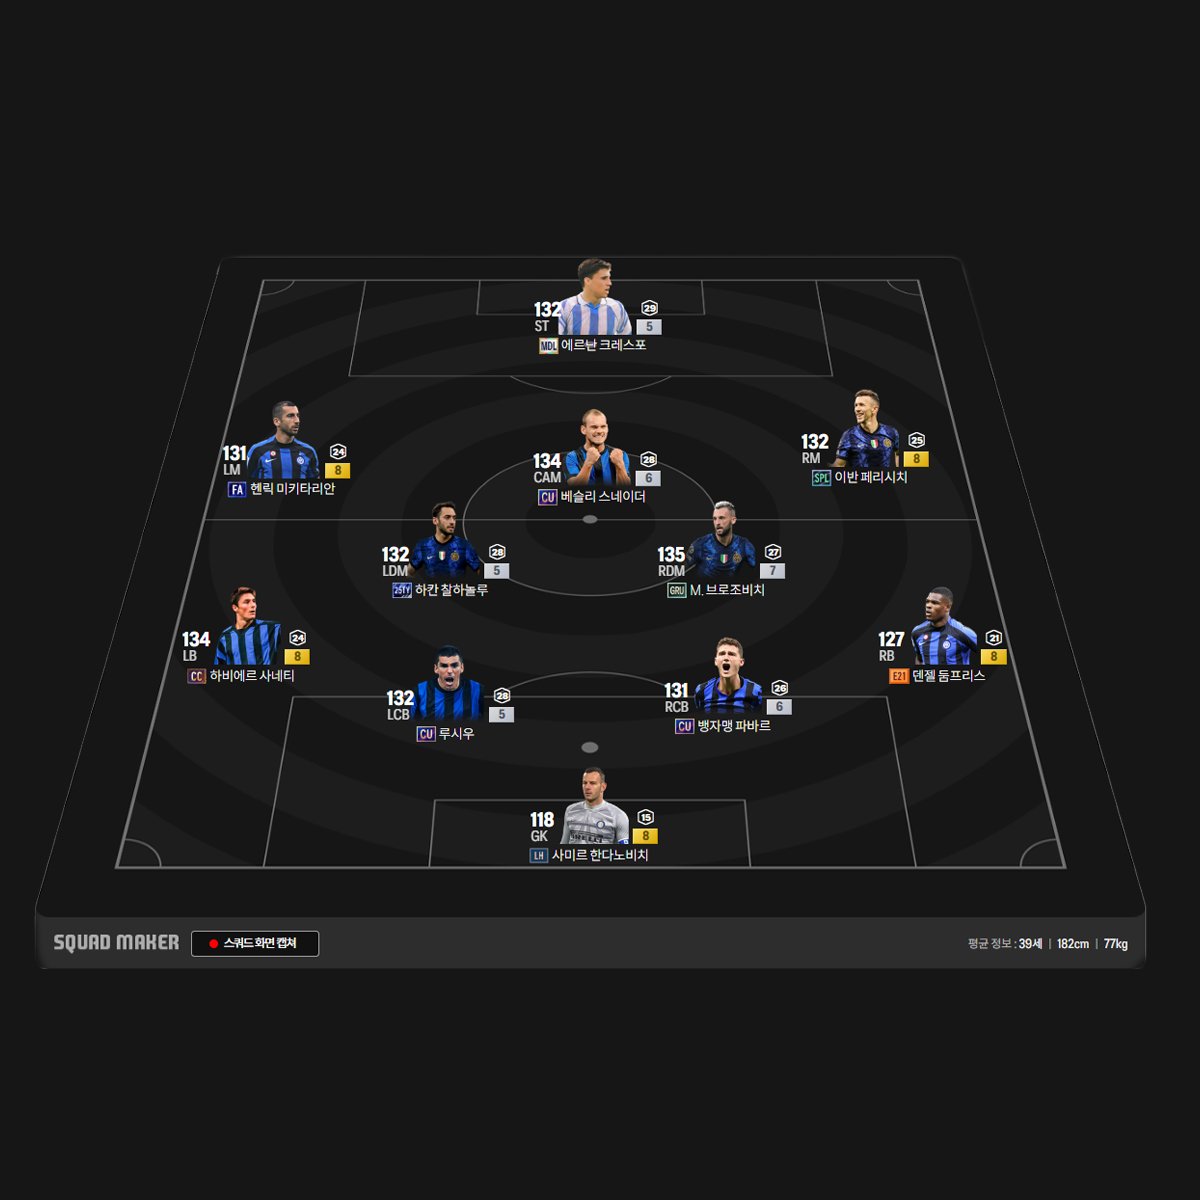 132
29
ST
5
MDL 에르난 크레스포
131
24
LM
8
FA 헨릭 미키타리안
134
28
CAM
6
CU 베슬리 스네이더
132
25
RM
8
SPL 이반 페리시치
132
28
LDM
5
25TY 하칸 찰하놀루
135
27
RDM
7
GRU M. 브로조비치
134
24
LB
8
CC 하비에르 사네티
132
28
LCB
5
CU 루시우
131
26
RCB
6
CU 뱅자맹 파바르
127
21
RB
8
E21 덴젤 둠프리스
118
15
GK
8
LH 사미르 한다노비치
SQUAD MAKER
스쿼드 화면 캡쳐
평균 정보 : 39세 | 182cm | 77kg